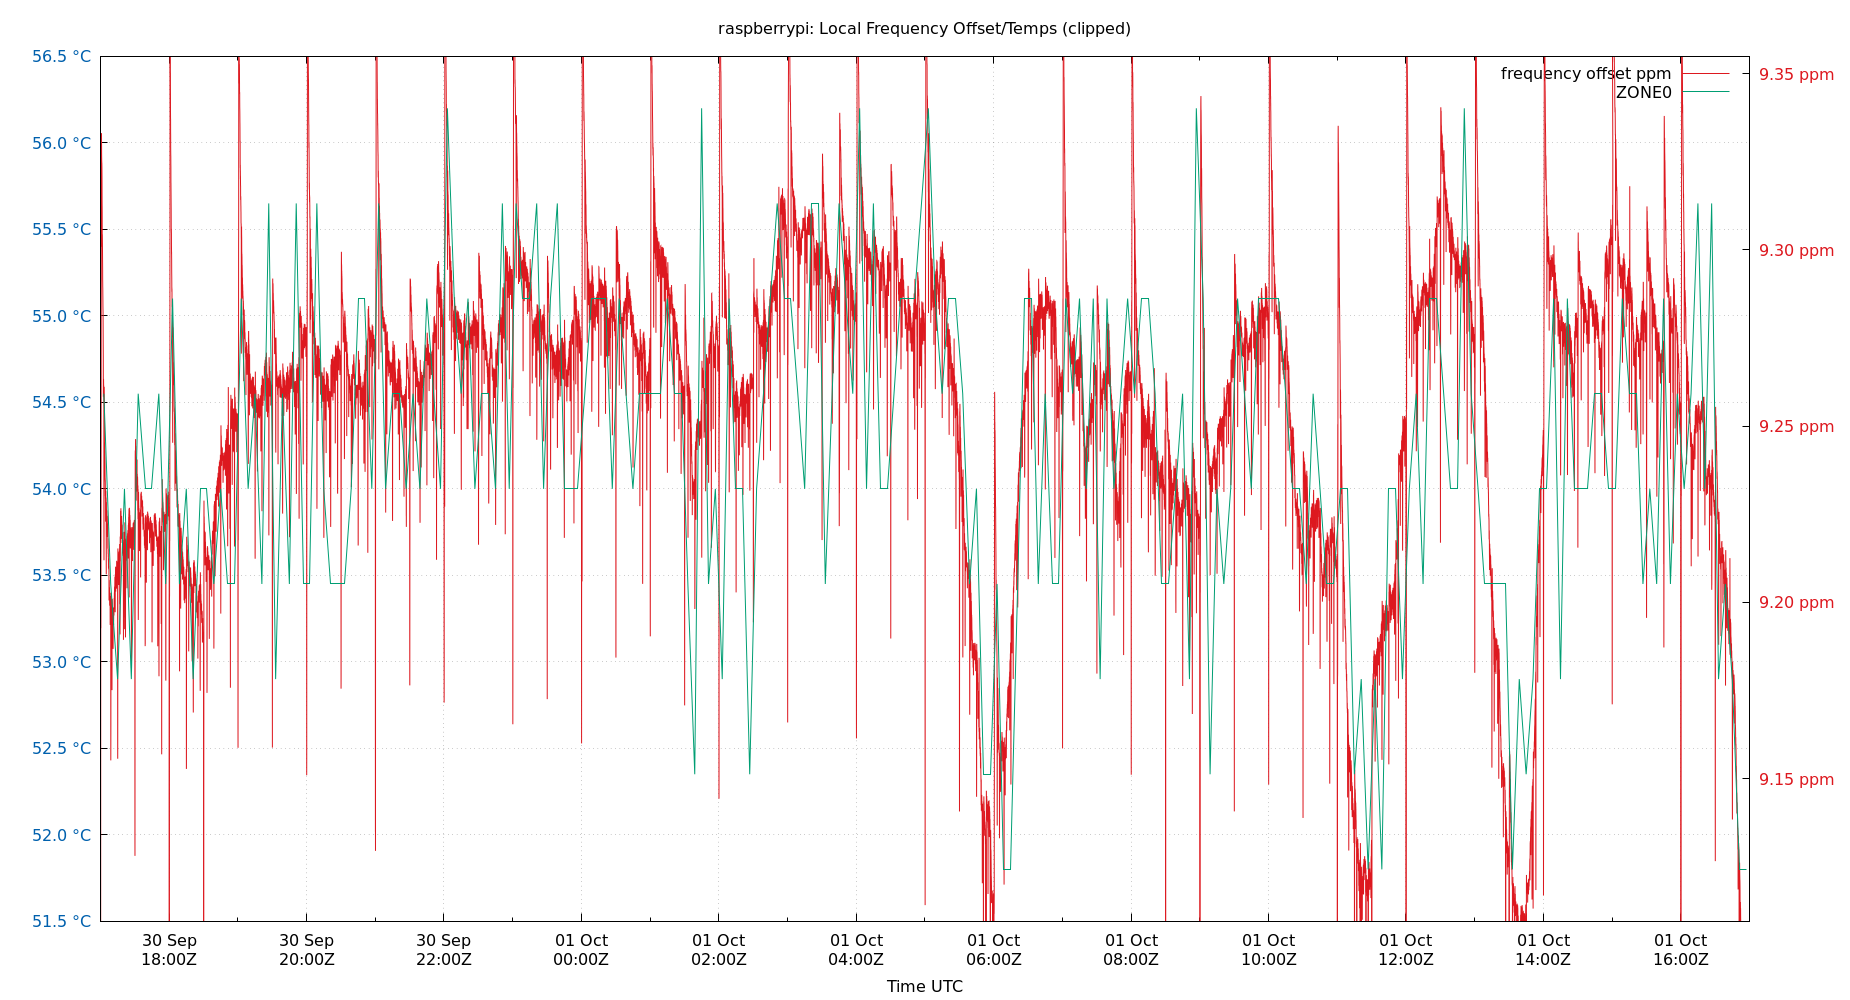 raspberrypi: Local Frequency Offset/Temps (clipped)
56.5 °C
56.0 °C
55.5 °C
55.0 °C
54.5 °C
54.0 °C
53.5 °C
53.0 °C
52.5 °C
52.0 °C
51.5 °C
frequency offset ppm
ZONE0
9.35 ppm
9.30 ppm
9.25 ppm
9.20 ppm
9.15 ppm
30 Sep 30 Sep 30 Sep 01 Oct 01 Oct 01 Oct 01 Oct 01 Oct 01 Oct 01 Oct 01 Oct 01 Oct
18:00Z 20:00Z 22:00Z 00:00Z 02:00Z 04:00Z 06:00Z 08:00Z 10:00Z 12:00Z 14:00Z 16:00Z
Time UTC